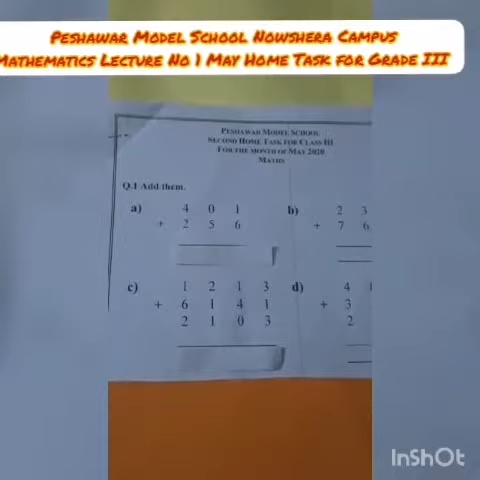 PESHAWAR MODEL SCHOOL NOWSHERA CAMPUS
MATHEMATICS LECTURE NO 1 MAY HOME TASK FOR GRADE III
PESHAWAR MODEL SCHOOL
SECOND HOME TASK FOR CLASS III
FOR THE MONTH OF MAY 2020
MATHS
Q.1 Add them.
a) 4 0 1 b) 2 3
+ 2 5 6 + 7 6
c) 1 2 1 3 d) 4
+ 6 1 4 1 + 3
2 1 0 3 2
InShOt